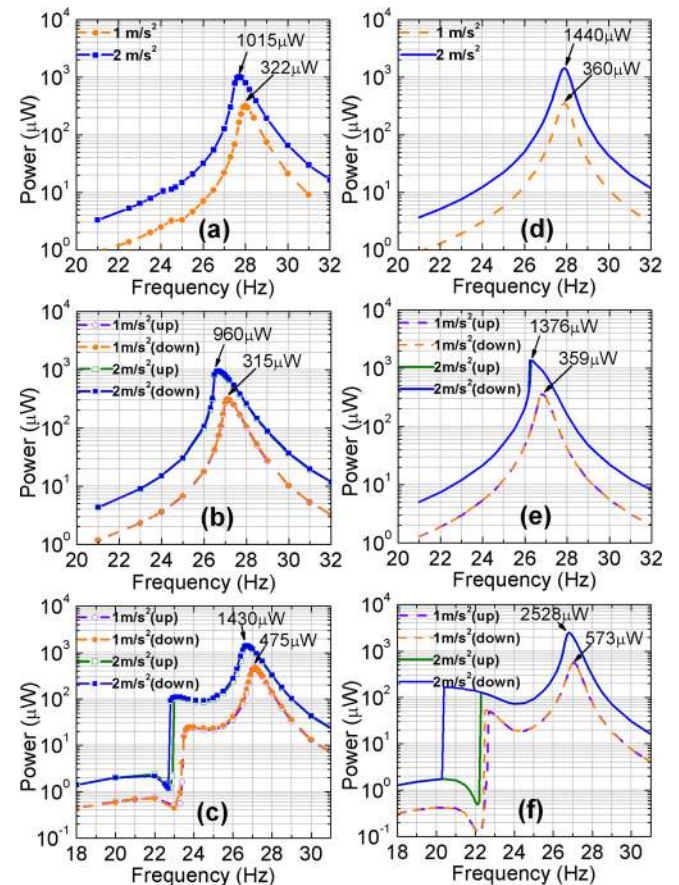 10⁴
10³
10²
10¹
10⁰
Power (μW)
1 m/s²
2 m/s²
1015μW
322μW
(a)
20 22 24 26 28 30 32
Frequency (Hz)
10⁴
10³
10²
10¹
10⁰
Power (μW)
1 m/s²
2 m/s²
1440μW
360μW
(d)
20 22 24 26 28 30 32
Frequency (Hz)
10⁴
10³
10²
10¹
10⁰
Power (μW)
1m/s²(up)
1m/s²(down)
2m/s²(up)
2m/s²(down)
960μW
315μW
(b)
20 22 24 26 28 30 32
Frequency (Hz)
10⁴
10³
10²
10¹
10⁰
Power (μW)
1m/s²(up)
1m/s²(down)
2m/s²(up)
2m/s²(down)
1376μW
359μW
(e)
20 22 24 26 28 30 32
Frequency (Hz)
10⁴
10³
10²
10¹
10⁰
10⁻¹
Power (μW)
1m/s²(up)
1m/s²(down)
2m/s²(up)
2m/s²(down)
1430μW
475μW
(c)
18 20 22 24 26 28 30
Frequency (Hz)
10⁴
10³
10²
10¹
10⁰
10⁻¹
Power (μW)
1m/s²(up)
1m/s²(down)
2m/s²(up)
2m/s²(down)
2528μW
573μW
(f)
18 20 22 24 26 28 30
Frequency (Hz)